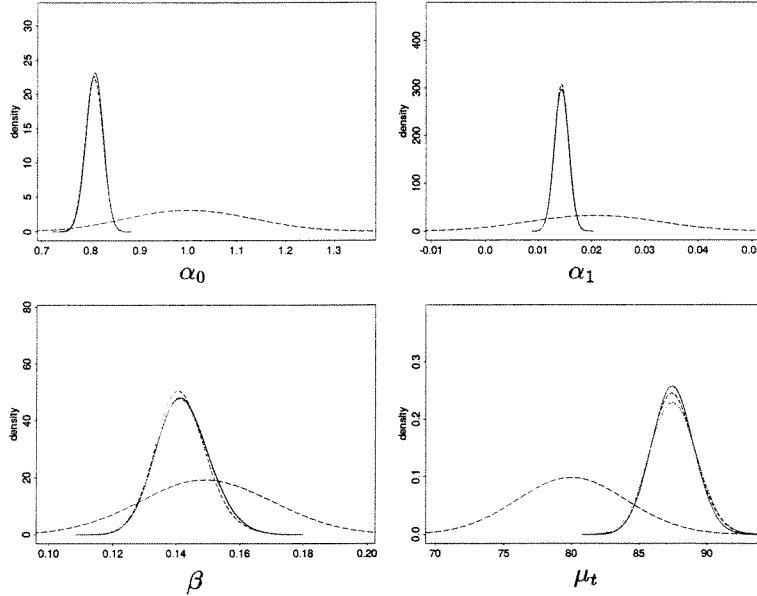 density
0 5 10 15 20 25 30
0.7 0.8 0.9 1.0 1.1 1.2 1.3
α₀
density
0 100 200 300 400
-0.01 0.0 0.01 0.02 0.03 0.04
α₁
density
0 20 40 60 80
0.10 0.12 0.14 0.16 0.18 0.20
β
density
0.0 0.1 0.2 0.3
70 75 80 85 90
μₜ